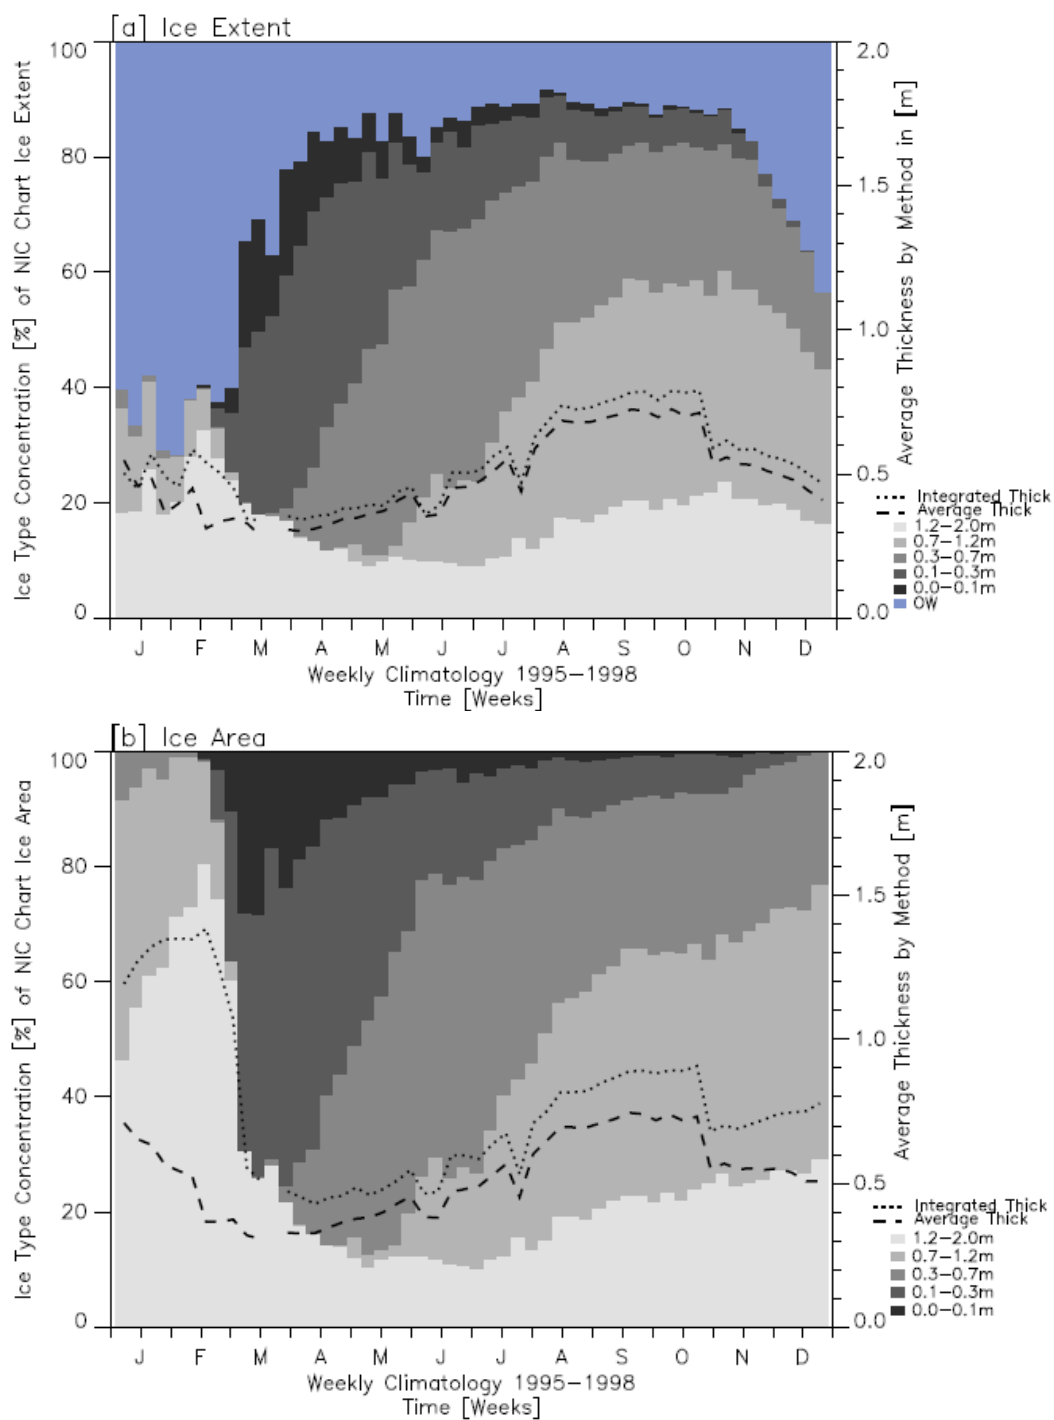 [a] Ice Extent
Ice Type Concentration [%] of NIC Chart Ice Extent
100
80
60
40
20
0
2.0
1.5
1.0
0.5
0.0
Average Thickness by Method in [m]
Integrated Thick
Average Thick
1.2-2.0m
0.7-1.2m
0.3-0.7m
0.1-0.3m
0.0-0.1m
OW
J F M A M J J A S O N D
Weekly Climatology 1995-1998
Time [Weeks]
[b] Ice Area
Ice Type Concentration [%] of NIC Chart Ice Area
100
80
60
40
20
0
2.0
1.5
1.0
0.5
0.0
Average Thickness by Method [m]
Integrated Thick
Average Thick
1.2-2.0m
0.7-1.2m
0.3-0.7m
0.1-0.3m
0.0-0.1m
J F M A M J J A S O N D
Weekly Climatology 1995-1998
Time [Weeks]